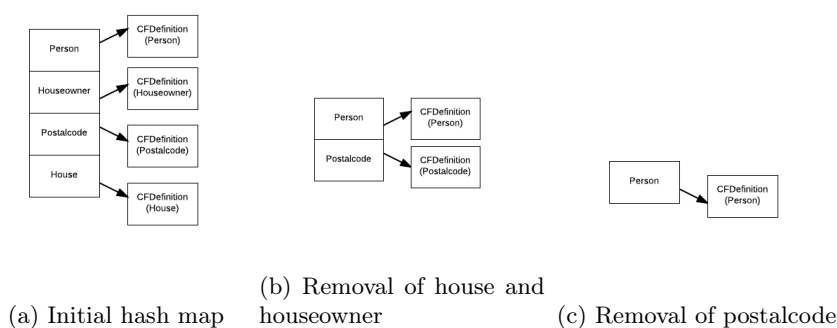 Person
CFDefinition
(Person)
Houseowner
CFDefinition
(Houseowner)
Postalcode
CFDefinition
(Postalcode)
House
CFDefinition
(House)
(a) Initial hash map
Person
CFDefinition
(Person)
Postalcode
CFDefinition
(Postalcode)
(b) Removal of house and
houseowner
Person
CFDefinition
(Person)
(c) Removal of postalcode